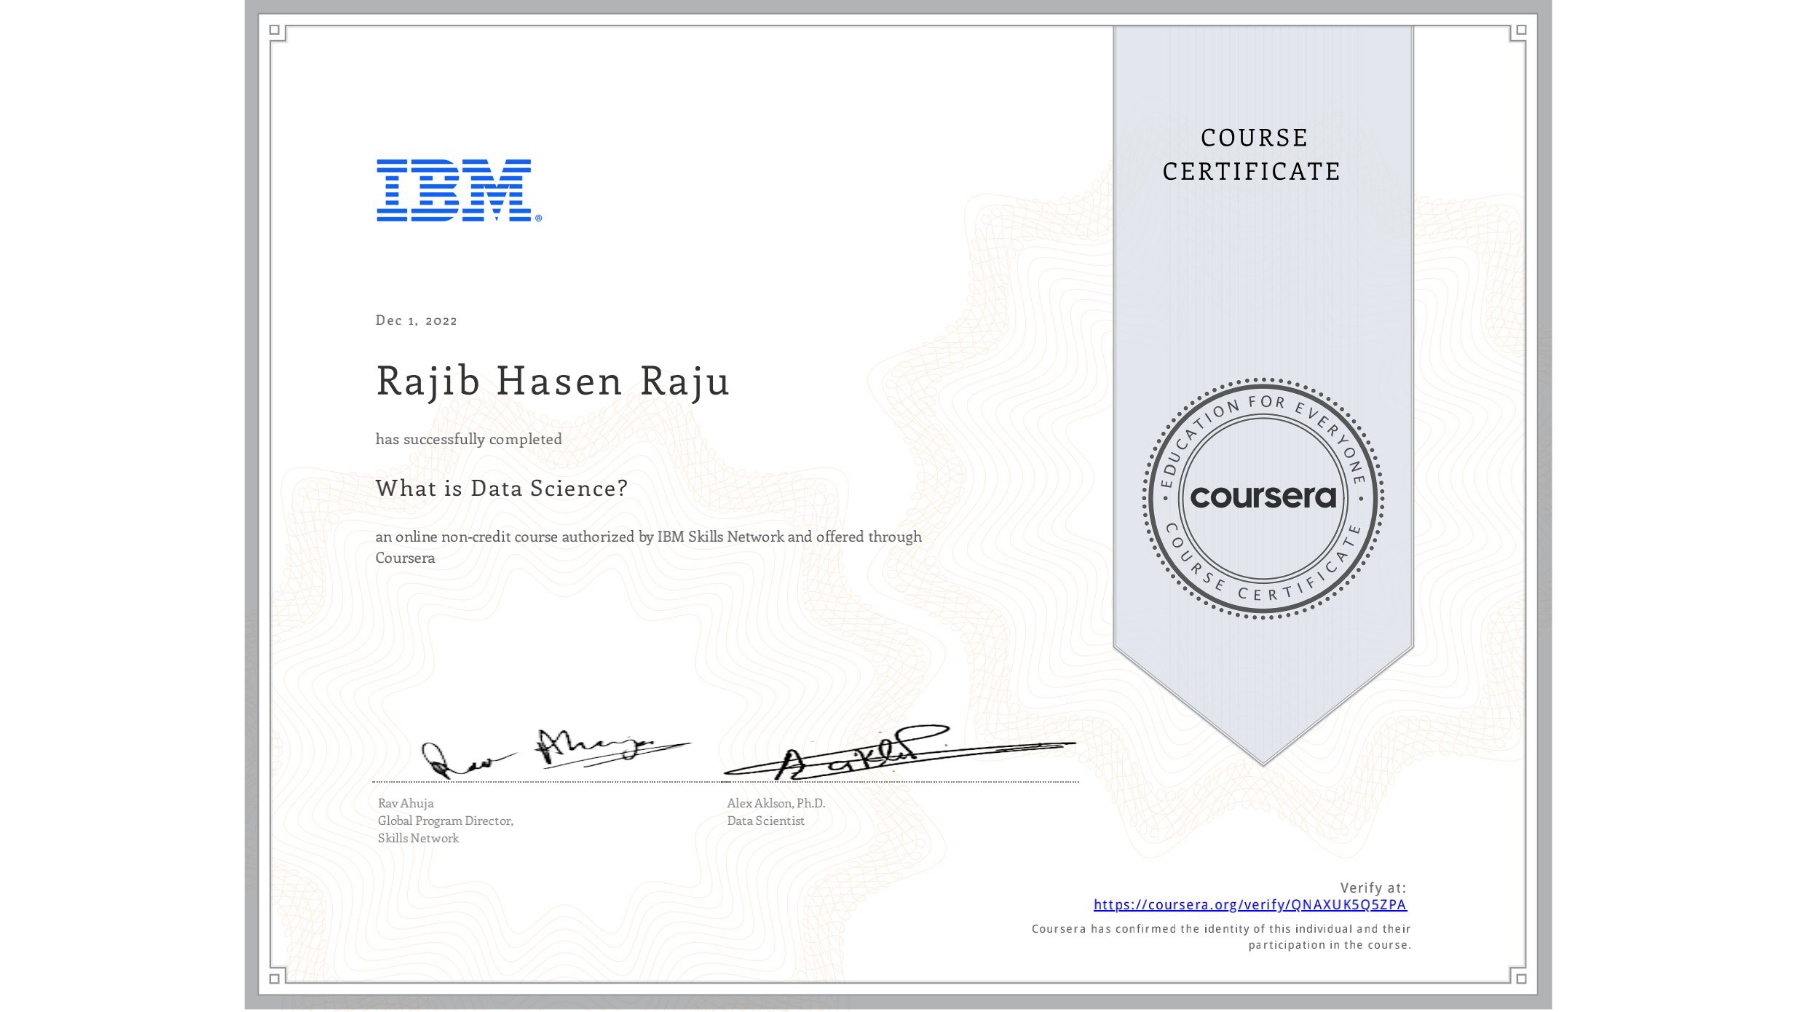 COURSE
CERTIFICATE
IBM®
Dec 1, 2022
Rajib Hasen Raju
has successfully completed
What is Data Science?
an online non-credit course authorized by IBM Skills Network and offered through
Coursera
EDUCATION FOR EVERYONE
coursera
COURSE CERTIFICATE
Rav Ahuja
Global Program Director,
Skills Network
Alex Aklson, Ph.D.
Data Scientist
Verify at:
https://coursera.org/verify/QNAXUK5Q5ZPA
Coursera has confirmed the identity of this individual and their
participation in the course.